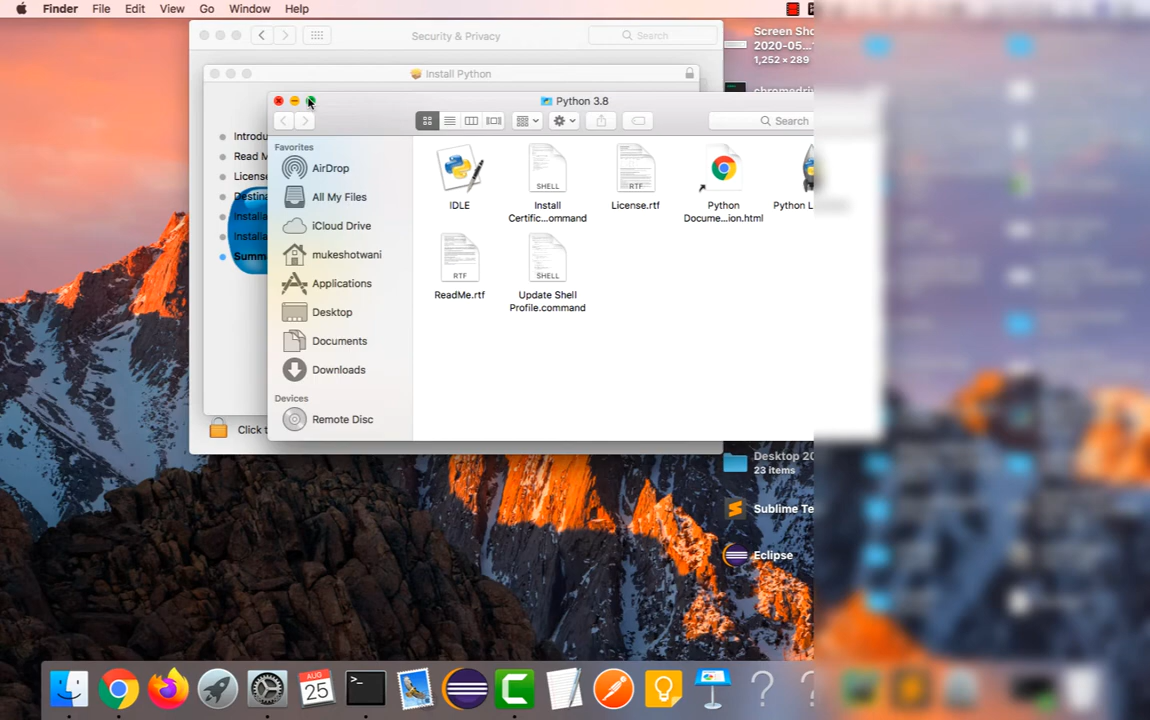 Finder File Edit View Go Window Help
Security & Privacy
Search
Install Python
Python 3.8
Search
Favorites
AirDrop
All My Files
iCloud Drive
mukeshotwani
Applications
Desktop
Documents
Downloads
Devices
Remote Disc
IDLE
Install
Certific...ommand
License.rtf
Python
Docume...ion.html
Python L
ReadMe.rtf
Update Shell
Profile.command
SHELL
RTF
RTF
SHELL
Introdu
Read M
License
Destina
Installa
Installa
Summ
Click t
Screen Sho
2020-05...
1,252 × 289
chromedriv
Desktop 20
23 items
Sublime Te
Eclipse
AUG
25